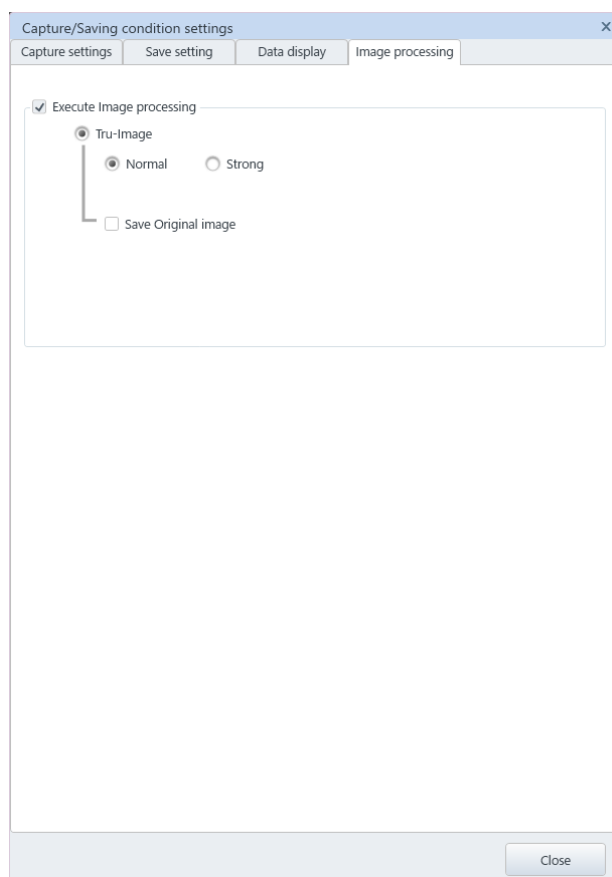 Capture/Saving condition settings
Capture settings Save setting Data display Image processing
Execute Image processing
Tru-Image
Normal Strong
Save Original image
Close